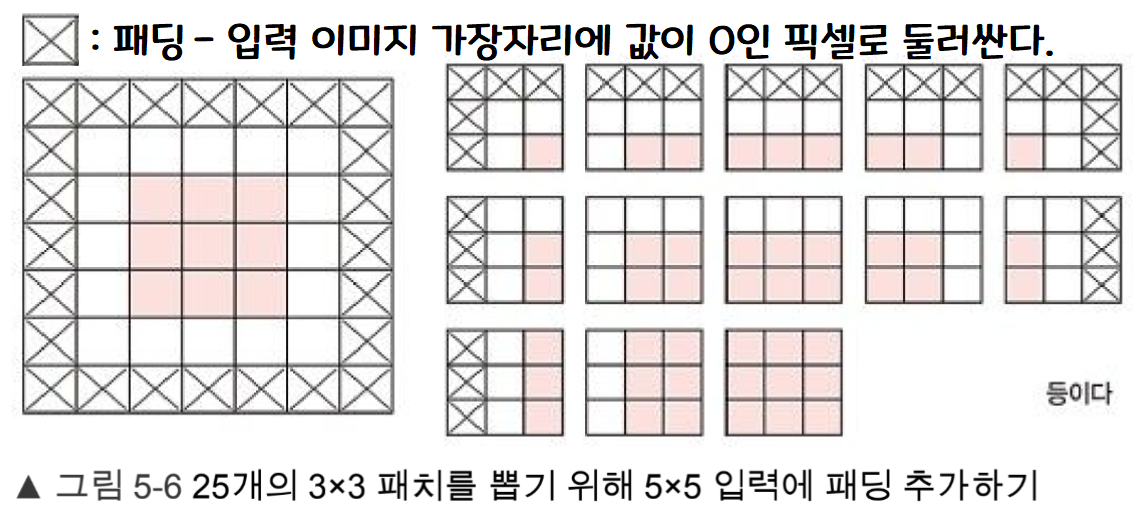 : 패딩 – 입력 이미지 가장자리에 값이 0인 픽셀로 둘러싼다.
등이다
▲ 그림 5-6 25개의 3×3 패치를 뽑기 위해 5×5 입력에 패딩 추가하기